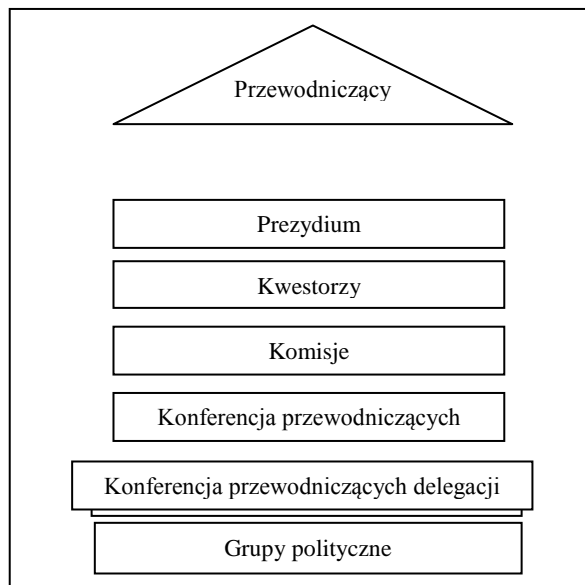 Przewodniczący
Prezydium
Kwestorzy
Komisje
Konferencja przewodniczących
Konferencja przewodniczących delegacji
Grupy polityczne